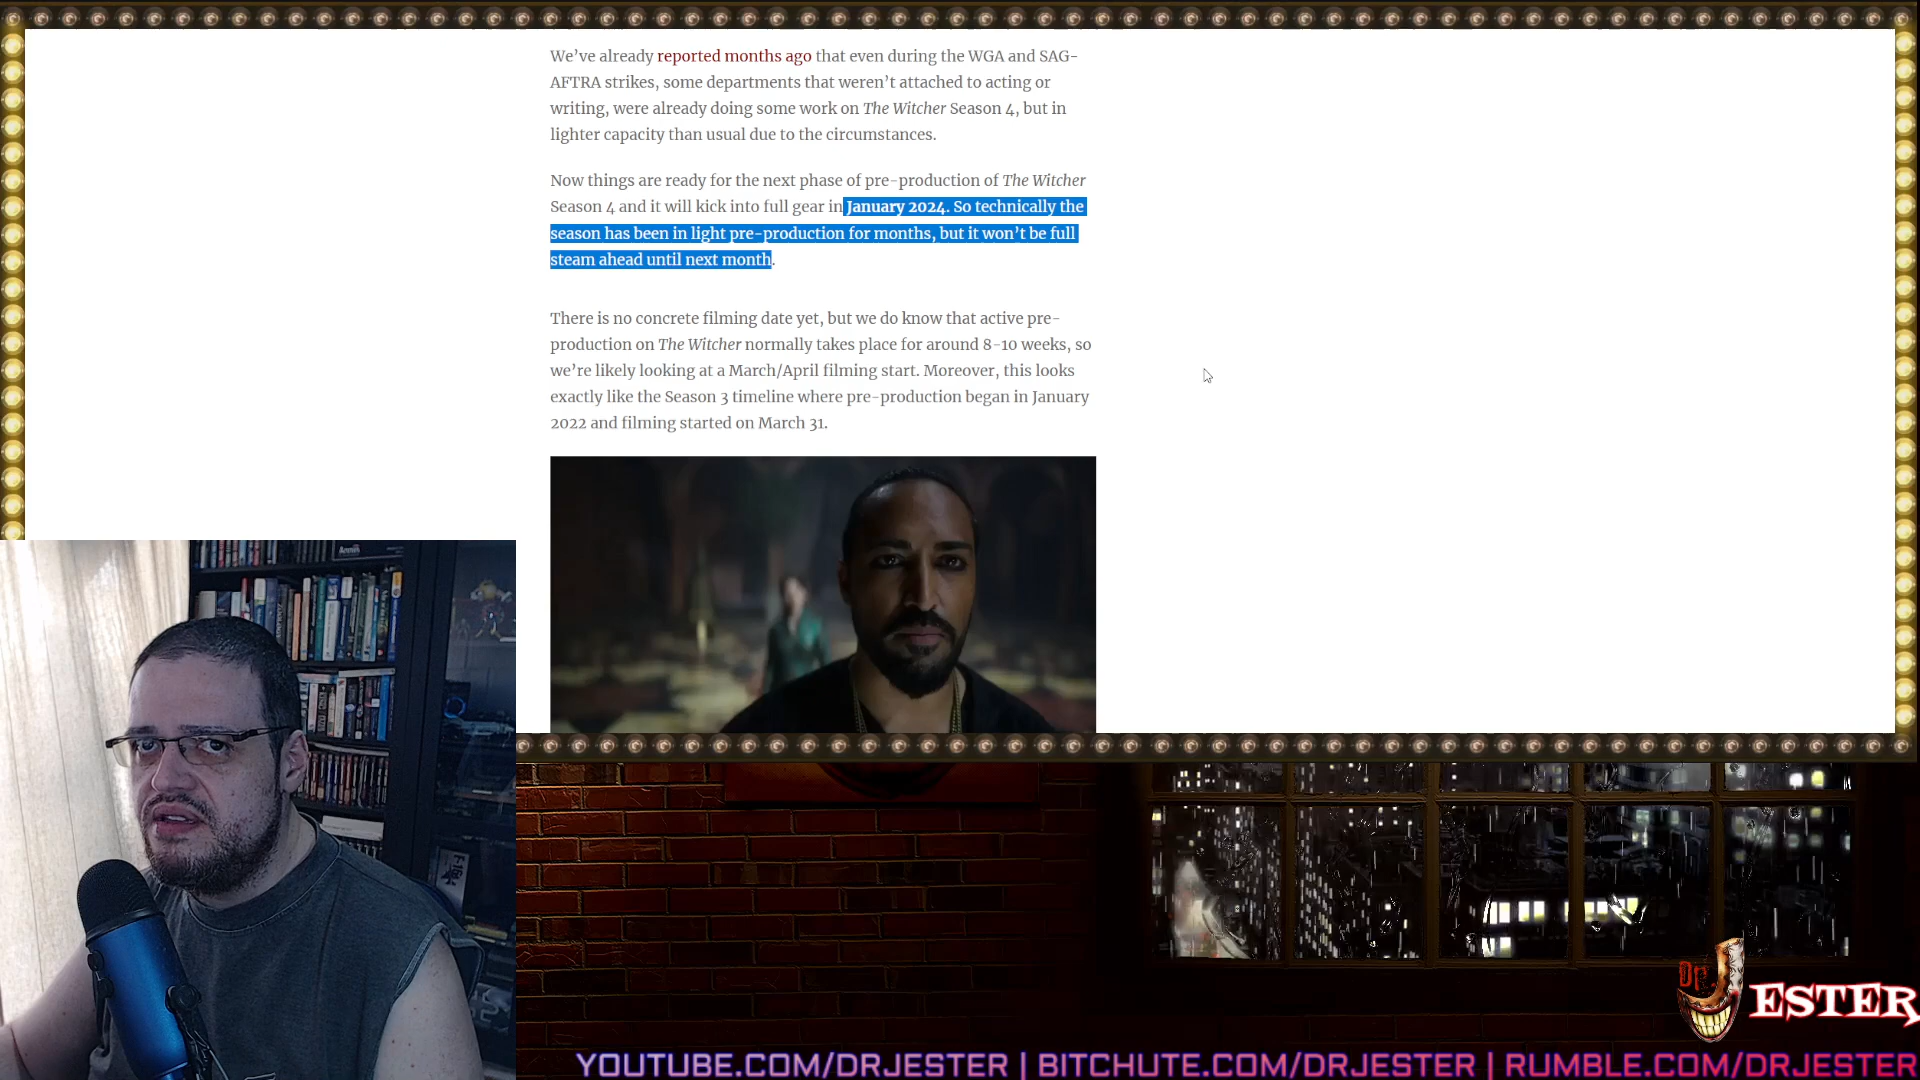 We’ve already reported months ago that even during the WGA and SAG-
AFTRA strikes, some departments that weren’t attached to acting or
writing, were already doing some work on The Witcher Season 4, but in
lighter capacity than usual due to the circumstances.
Now things are ready for the next phase of pre-production of The Witcher
Season 4 and it will kick into full gear in January 2024. So technically the
season has been in light pre-production for months, but it won’t be full
steam ahead until next month.
There is no concrete filming date yet, but we do know that active pre-
production on The Witcher normally takes place for around 8-10 weeks, so
we’re likely looking at a March/April filming start. Moreover, this looks
exactly like the Season 3 timeline where pre-production began in January
2022 and filming started on March 31.
Dr. JESTER
YOUTUBE.COM/DRJESTER | BITCHUTE.COM/DRJESTER | RUMBLE.COM/DRJESTER